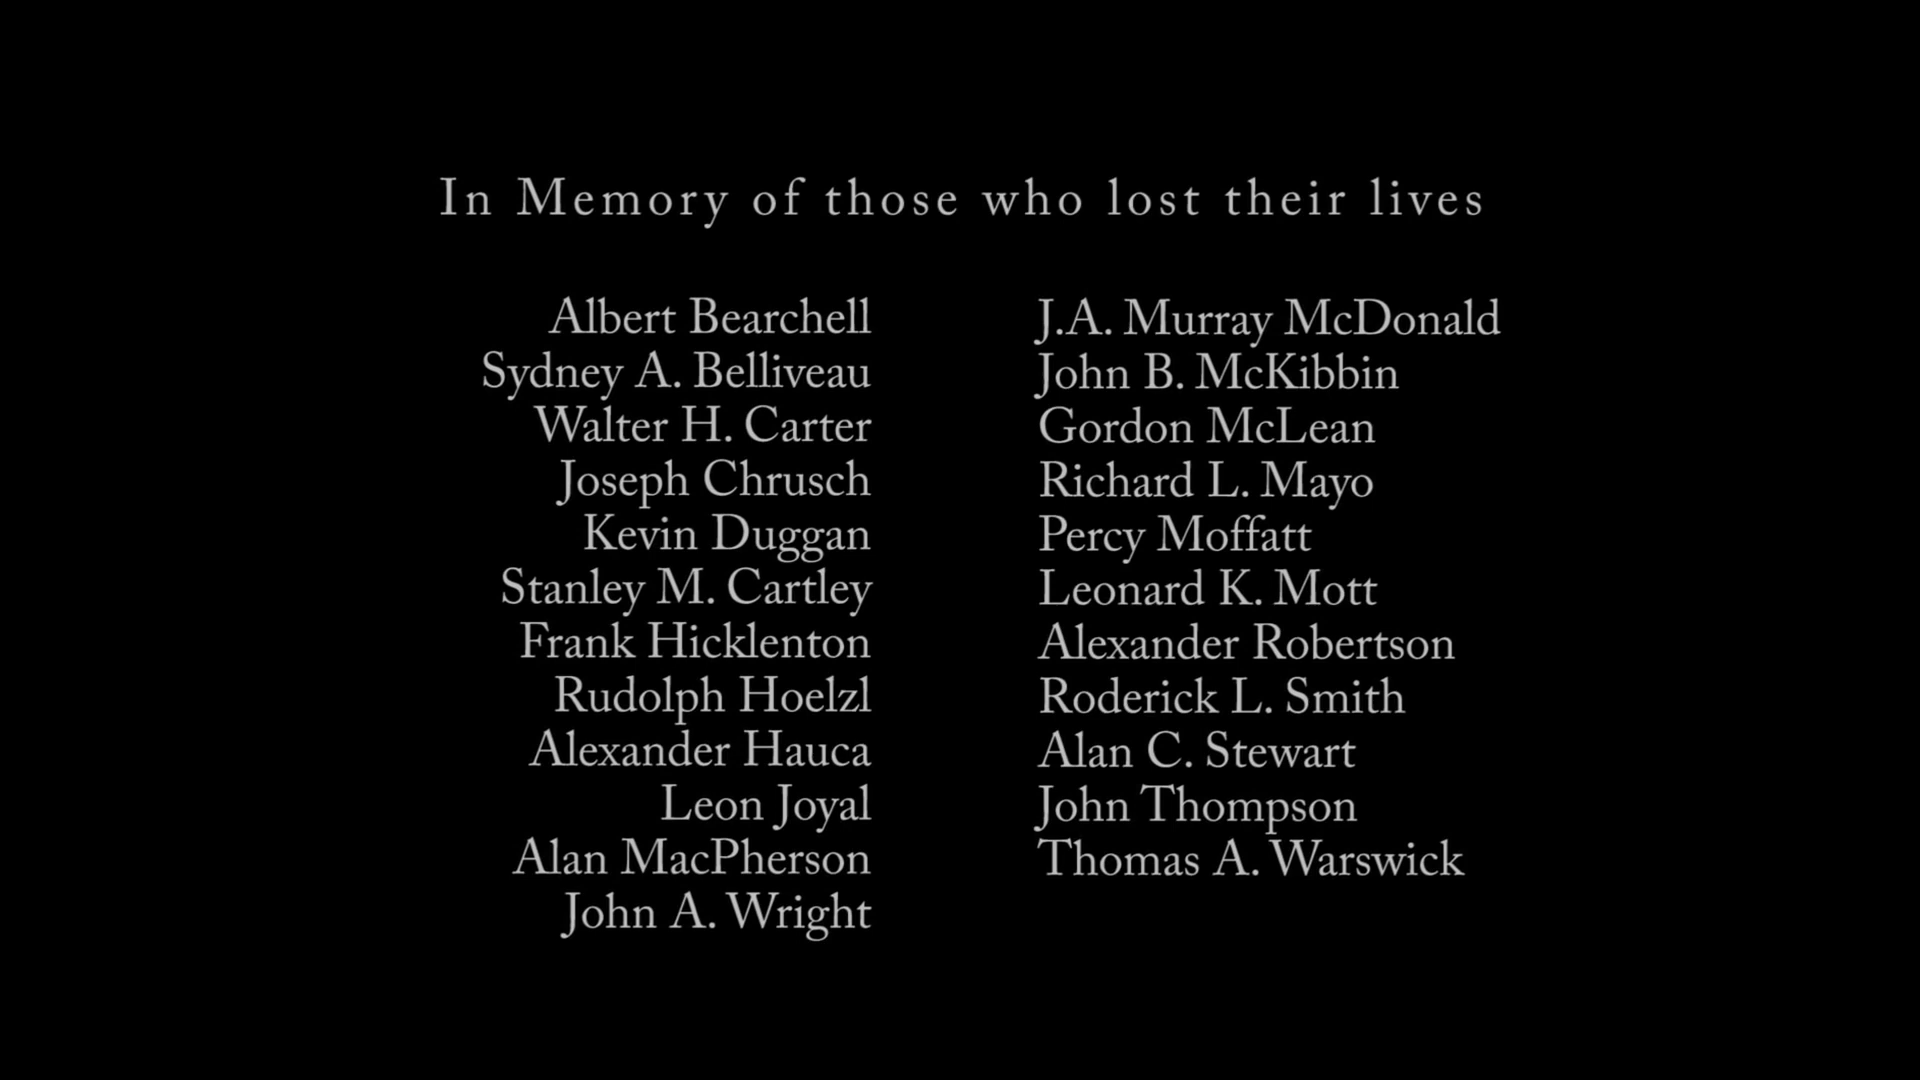 In Memory of those who lost their lives
Albert Bearchell
Sydney A. Belliveau
Walter H. Carter
Joseph Chrusch
Kevin Duggan
Stanley M. Cartley
Frank Hicklenton
Rudolph Hoelzl
Alexander Hauca
Leon Joyal
Alan MacPherson
John A. Wright
J.A. Murray McDonald
John B. McKibbin
Gordon McLean
Richard L. Mayo
Percy Moffatt
Leonard K. Mott
Alexander Robertson
Roderick L. Smith
Alan C. Stewart
John Thompson
Thomas A. Warswick